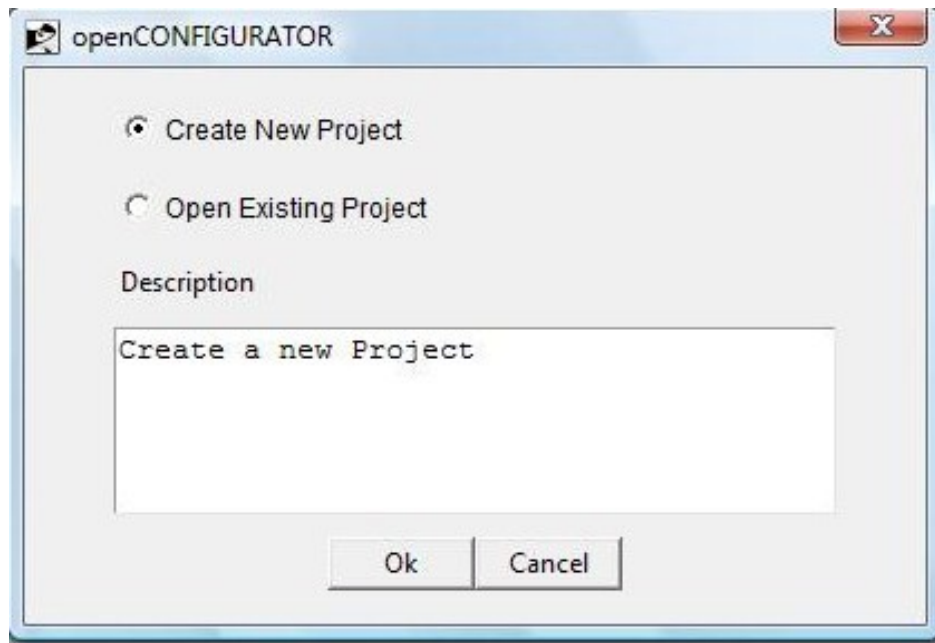 openCONFIGURATOR
Create New Project
Open Existing Project
Description
Create a new Project
Ok
Cancel